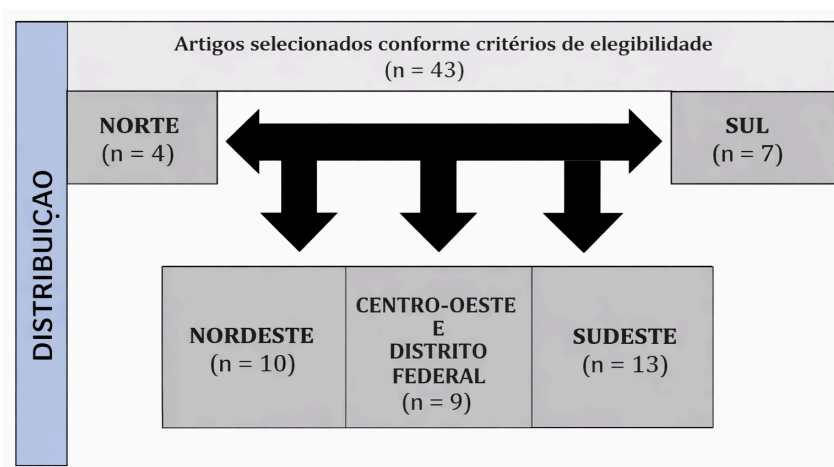 Artigos selecionados conforme critérios de elegibilidade
(n = 43)
DISTRIBUIÇAO
NORTE
(n = 4)
SUL
(n = 7)
NORDESTE
(n = 10)
CENTRO-OESTE
E
DISTRITO
FEDERAL
(n = 9)
SUDESTE
(n = 13)